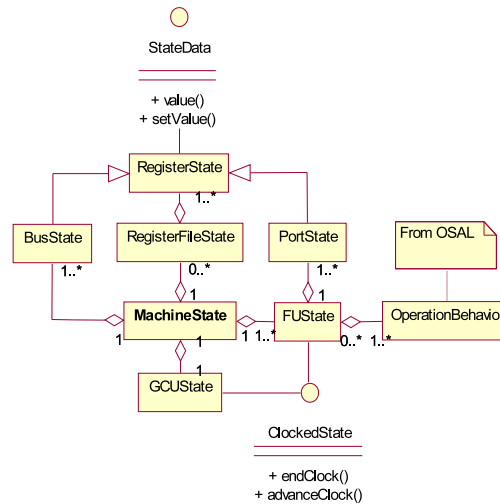 StateData
+ value()
+ setValue()
RegisterState
1..*
BusState
1..*
RegisterFileState
0..*
PortState
1..*
From OSAL
1
1
MachineState
1
1
1..*
FUState
0..*
1..*
OperationBehavio
1
GCUState
ClockedState
+ endClock()
+ advanceClock()